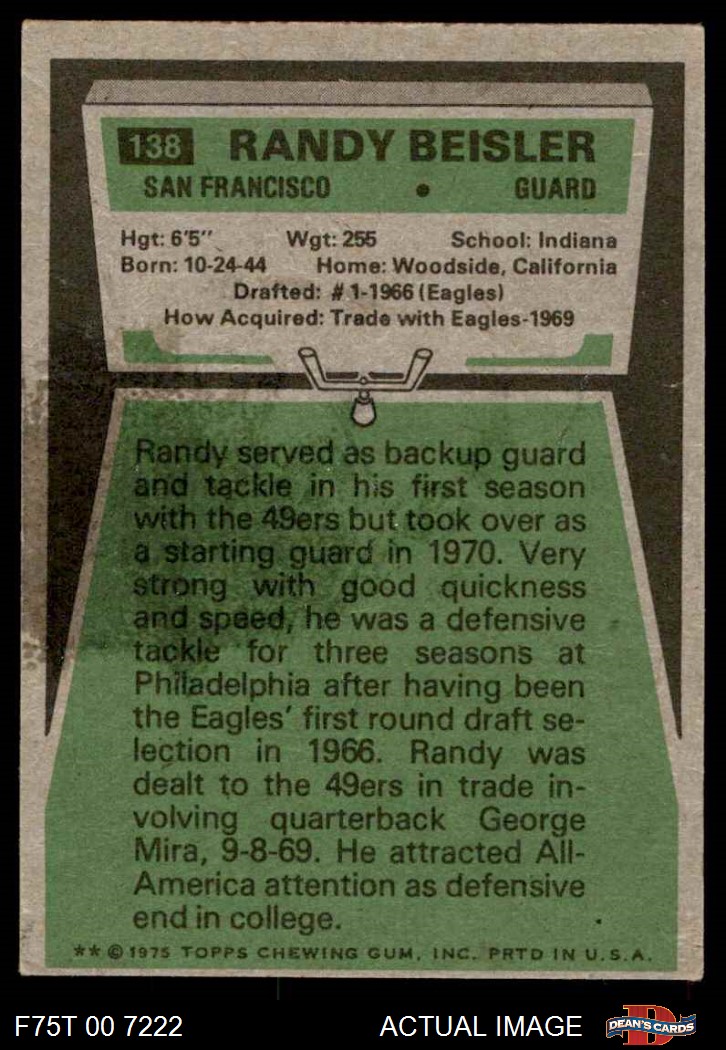 138 RANDY BEISLER
SAN FRANCISCO • GUARD
Hgt: 6'5" Wgt: 255 School: Indiana
Born: 10-24-44 Home: Woodside, California
Drafted: #1-1966 (Eagles)
How Acquired: Trade with Eagles-1969
Randy served as backup guard
and tackle in his first season
with the 49ers but took over as
a starting guard in 1970. Very
strong with good quickness
and speed, he was a defensive
tackle for three seasons at
Philadelphia after having been
the Eagles' first round draft se-
lection in 1966. Randy was
dealt to the 49ers in trade in-
volving quarterback George
Mira, 9-8-69. He attracted All-
America attention as defensive
end in college.
** © 1975 TOPPS CHEWING GUM, INC. PRTD IN U.S.A.
F75T 00 7222 ACTUAL IMAGE DEAN'S CARDS